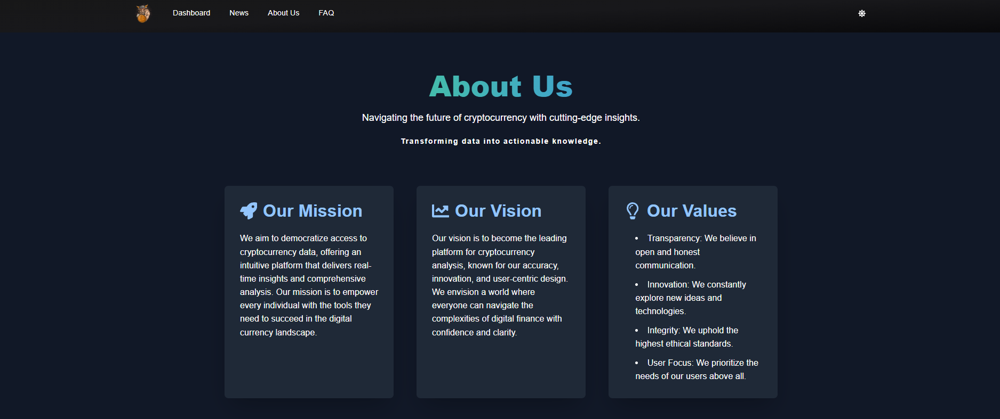 Dashboard News About Us FAQ
About Us
Navigating the future of cryptocurrency with cutting-edge insights.
Transforming data into actionable knowledge.
Our Mission
We aim to democratize access to
cryptocurrency data, offering an
intuitive platform that delivers real-
time insights and comprehensive
analysis. Our mission is to empower
every individual with the tools they
need to succeed in the digital
currency landscape.
Our Vision
Our vision is to become the leading
platform for cryptocurrency
analysis, known for our accuracy,
innovation, and user-centric design.
We envision a world where
everyone can navigate the
complexities of digital finance with
confidence and clarity.
Our Values
• Transparency: We believe in
open and honest
communication.
• Innovation: We constantly
explore new ideas and
technologies.
• Integrity: We uphold the
highest ethical standards.
• User Focus: We prioritize the
needs of our users above all.